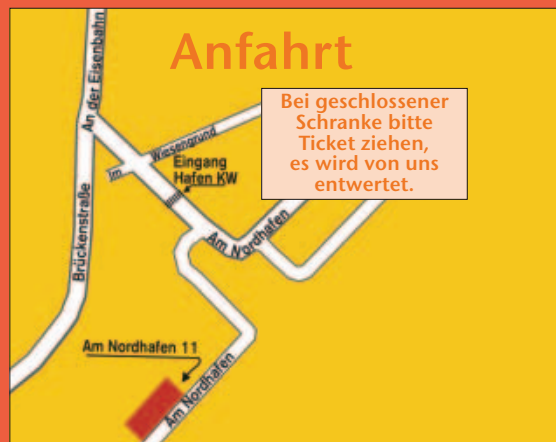 Anfahrt
Bei geschlossener
Schranke bitte
Ticket ziehen,
es wird von uns
entwertet.
An der Eisenbahn
Im Wiesengrund
Eingang
Hafen KW
Brückenstraße
Am Nordhafen
Am Nordhafen 11
Am Nordhafen